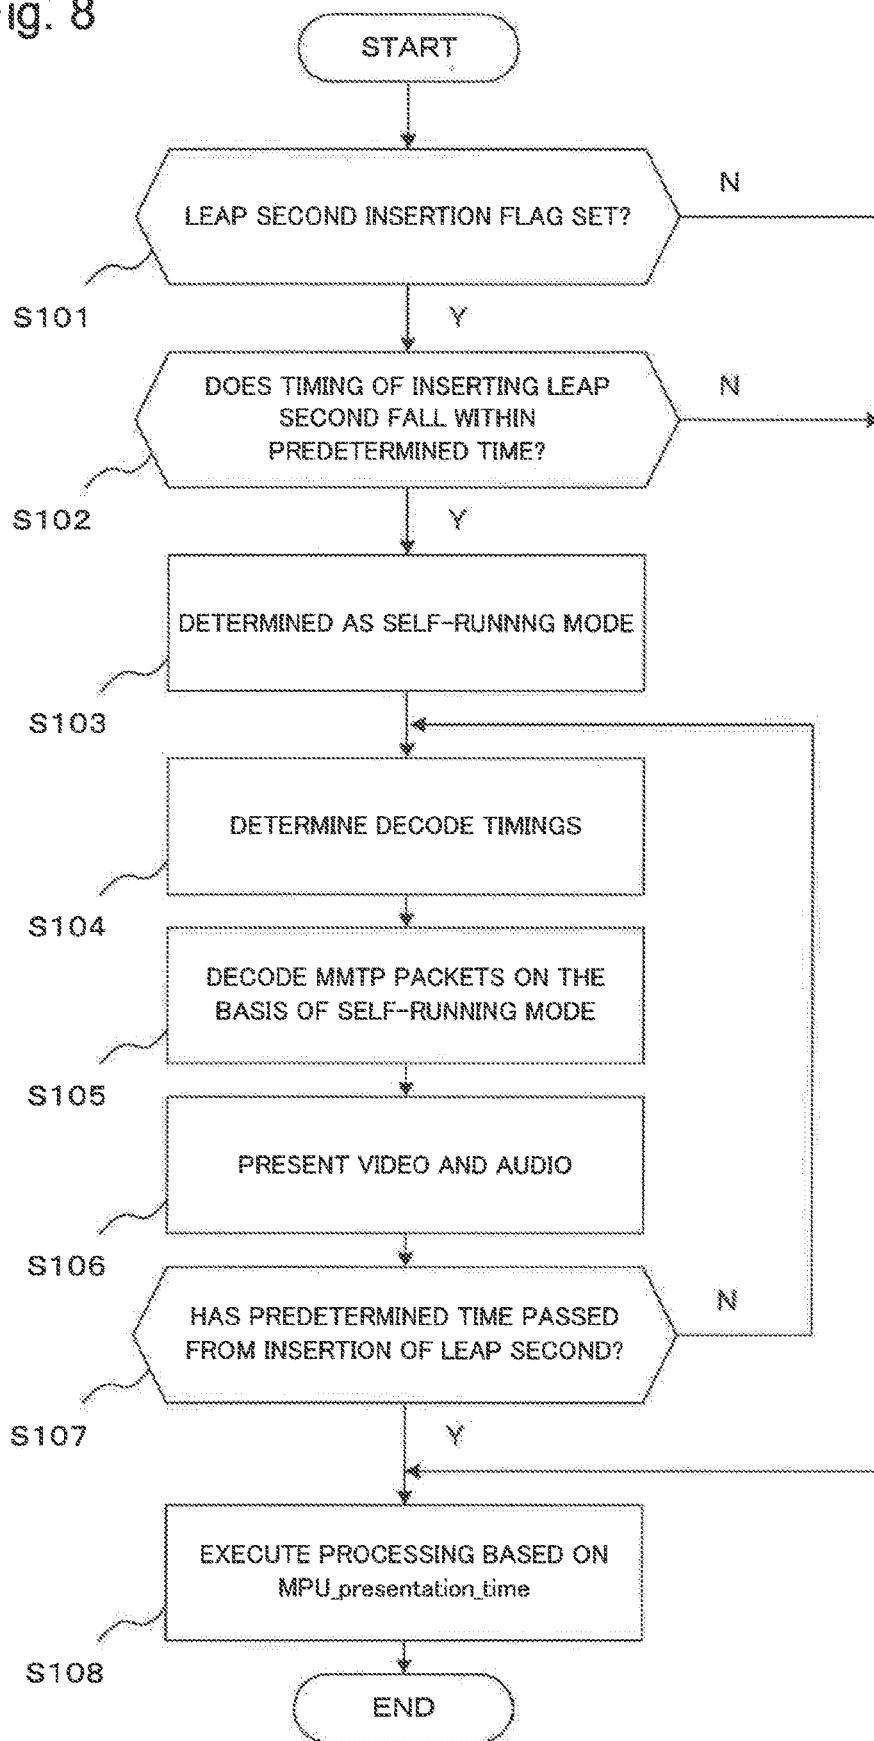 Fig. 8
START
LEAP SECOND INSERTION FLAG SET?
N
S101
Y
DOES TIMING OF INSERTING LEAP
SECOND FALL WITHIN
PREDETERMINED TIME?
N
S102
Y
DETERMINED AS SELF-RUNNNG MODE
S103
DETERMINE DECODE TIMINGS
S104
DECODE MMTP PACKETS ON THE
BASIS OF SELF-RUNNING MODE
S105
PRESENT VIDEO AND AUDIO
S106
HAS PREDETERMINED TIME PASSED
FROM INSERTION OF LEAP SECOND?
N
S107
Y
EXECUTE PROCESSING BASED ON
MPU_presentation_time
S108
END